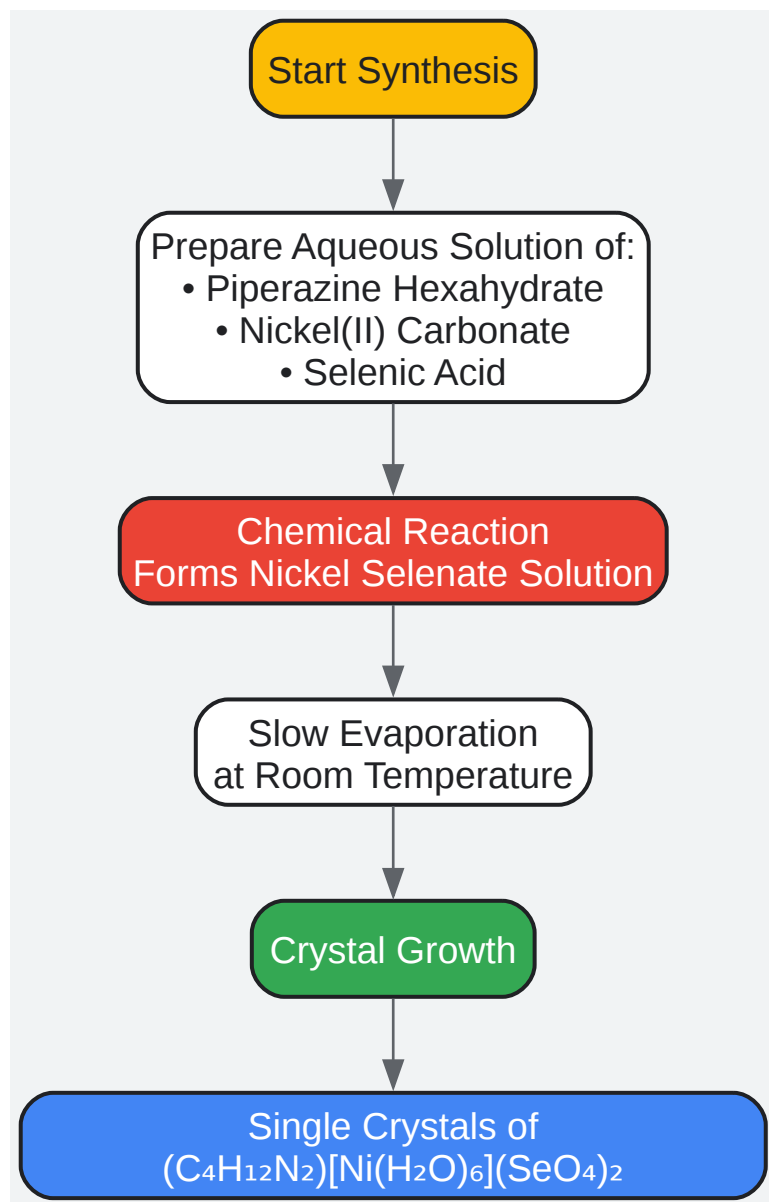 Start Synthesis
Prepare Aqueous Solution of:
• Piperazine Hexahydrate
• Nickel(II) Carbonate
• Selenic Acid
Chemical Reaction
Forms Nickel Selenate Solution
Slow Evaporation
at Room Temperature
Crystal Growth
Single Crystals of
(C₄H₁₂N₂)[Ni(H₂O)₆](SeO₄)₂